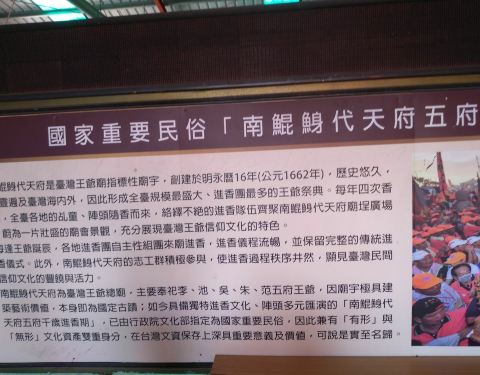 國家重要民俗「南鯤鯓代天府五府
鯤鯓代天府是臺灣王爺廟指標性廟宇，創建於明永曆16年(公元1662年)，歷史悠久，
靈遍及臺灣海內外，因此形成全臺規模最盛大、進香團最多的王爺祭典。每年四次香
，全臺各地的乩童、陣頭隨香而來，絡繹不絕的進香隊伍齊聚南鯤鯓代天府廟埕廣場
蔚為一片壯盛的廟會景觀，充分展現臺灣王爺信仰文化的特色。
每逢王爺誕辰，各地進香團自主性組團來廟進香，進香儀程流暢，並保留完整的傳統進
香儀式。此外，南鯤鯓代天府的志工群積極參與，使進香過程秩序井然，顯見臺灣民間
信仰文化的豐饒與活力。
南鯤鯓代天府為臺灣王爺總廟，主要奉祀李、池、吳、朱、范五府王爺，因廟宇極具建
築藝術價值，本身即為國定古蹟；如今具備獨特進香文化、陣頭多元匯演的「南鯤鯓代
天府五府千歲進香期」，已由行政院文化部指定為國家重要民俗，因此兼有「有形」與
「無形」文化資產雙重身分，在台灣文資保存上深具重要意義及價值，可說是實至名歸。